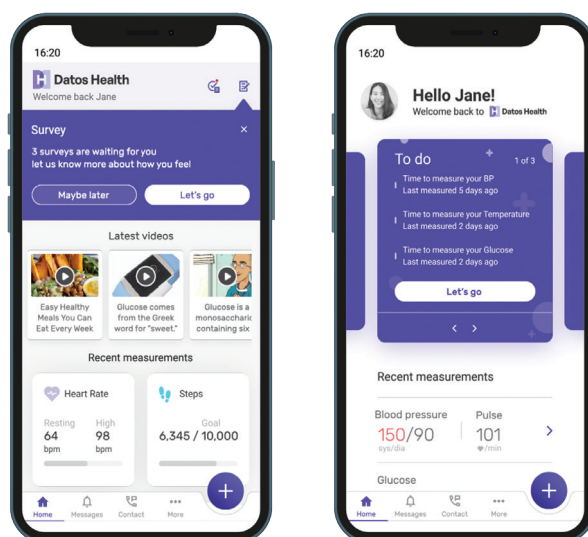 16:20
Datos Health
Welcome back Jane
Survey
×
3 surveys are waiting for you
let us know more about how you feel
Maybe later
Let's go
Latest videos
Easy Healthy
Meals You Can
Eat Every Week
Glucose comes
from the Greek
word for "sweet."
Glucose is a
monosaccharid
containing six
Recent measurements
Heart Rate
Resting
High
64
98
bpm
bpm
Steps
Goal
6,345 / 10,000
+
Home
Messages
Contact
More
16:20
Hello Jane!
Welcome back to Datos Health
To do
1 of 3
Time to measure your BP
Last measured 5 days ago
Time to measure your Temperature
Last measured 2 days ago
Time to measure your Glucose
Last measured 2 days ago
Let's go
Recent measurements
Blood pressure
Pulse
150/90
101
sys/dia
♥/min
Glucose
+
Home
Messages
Contact
More